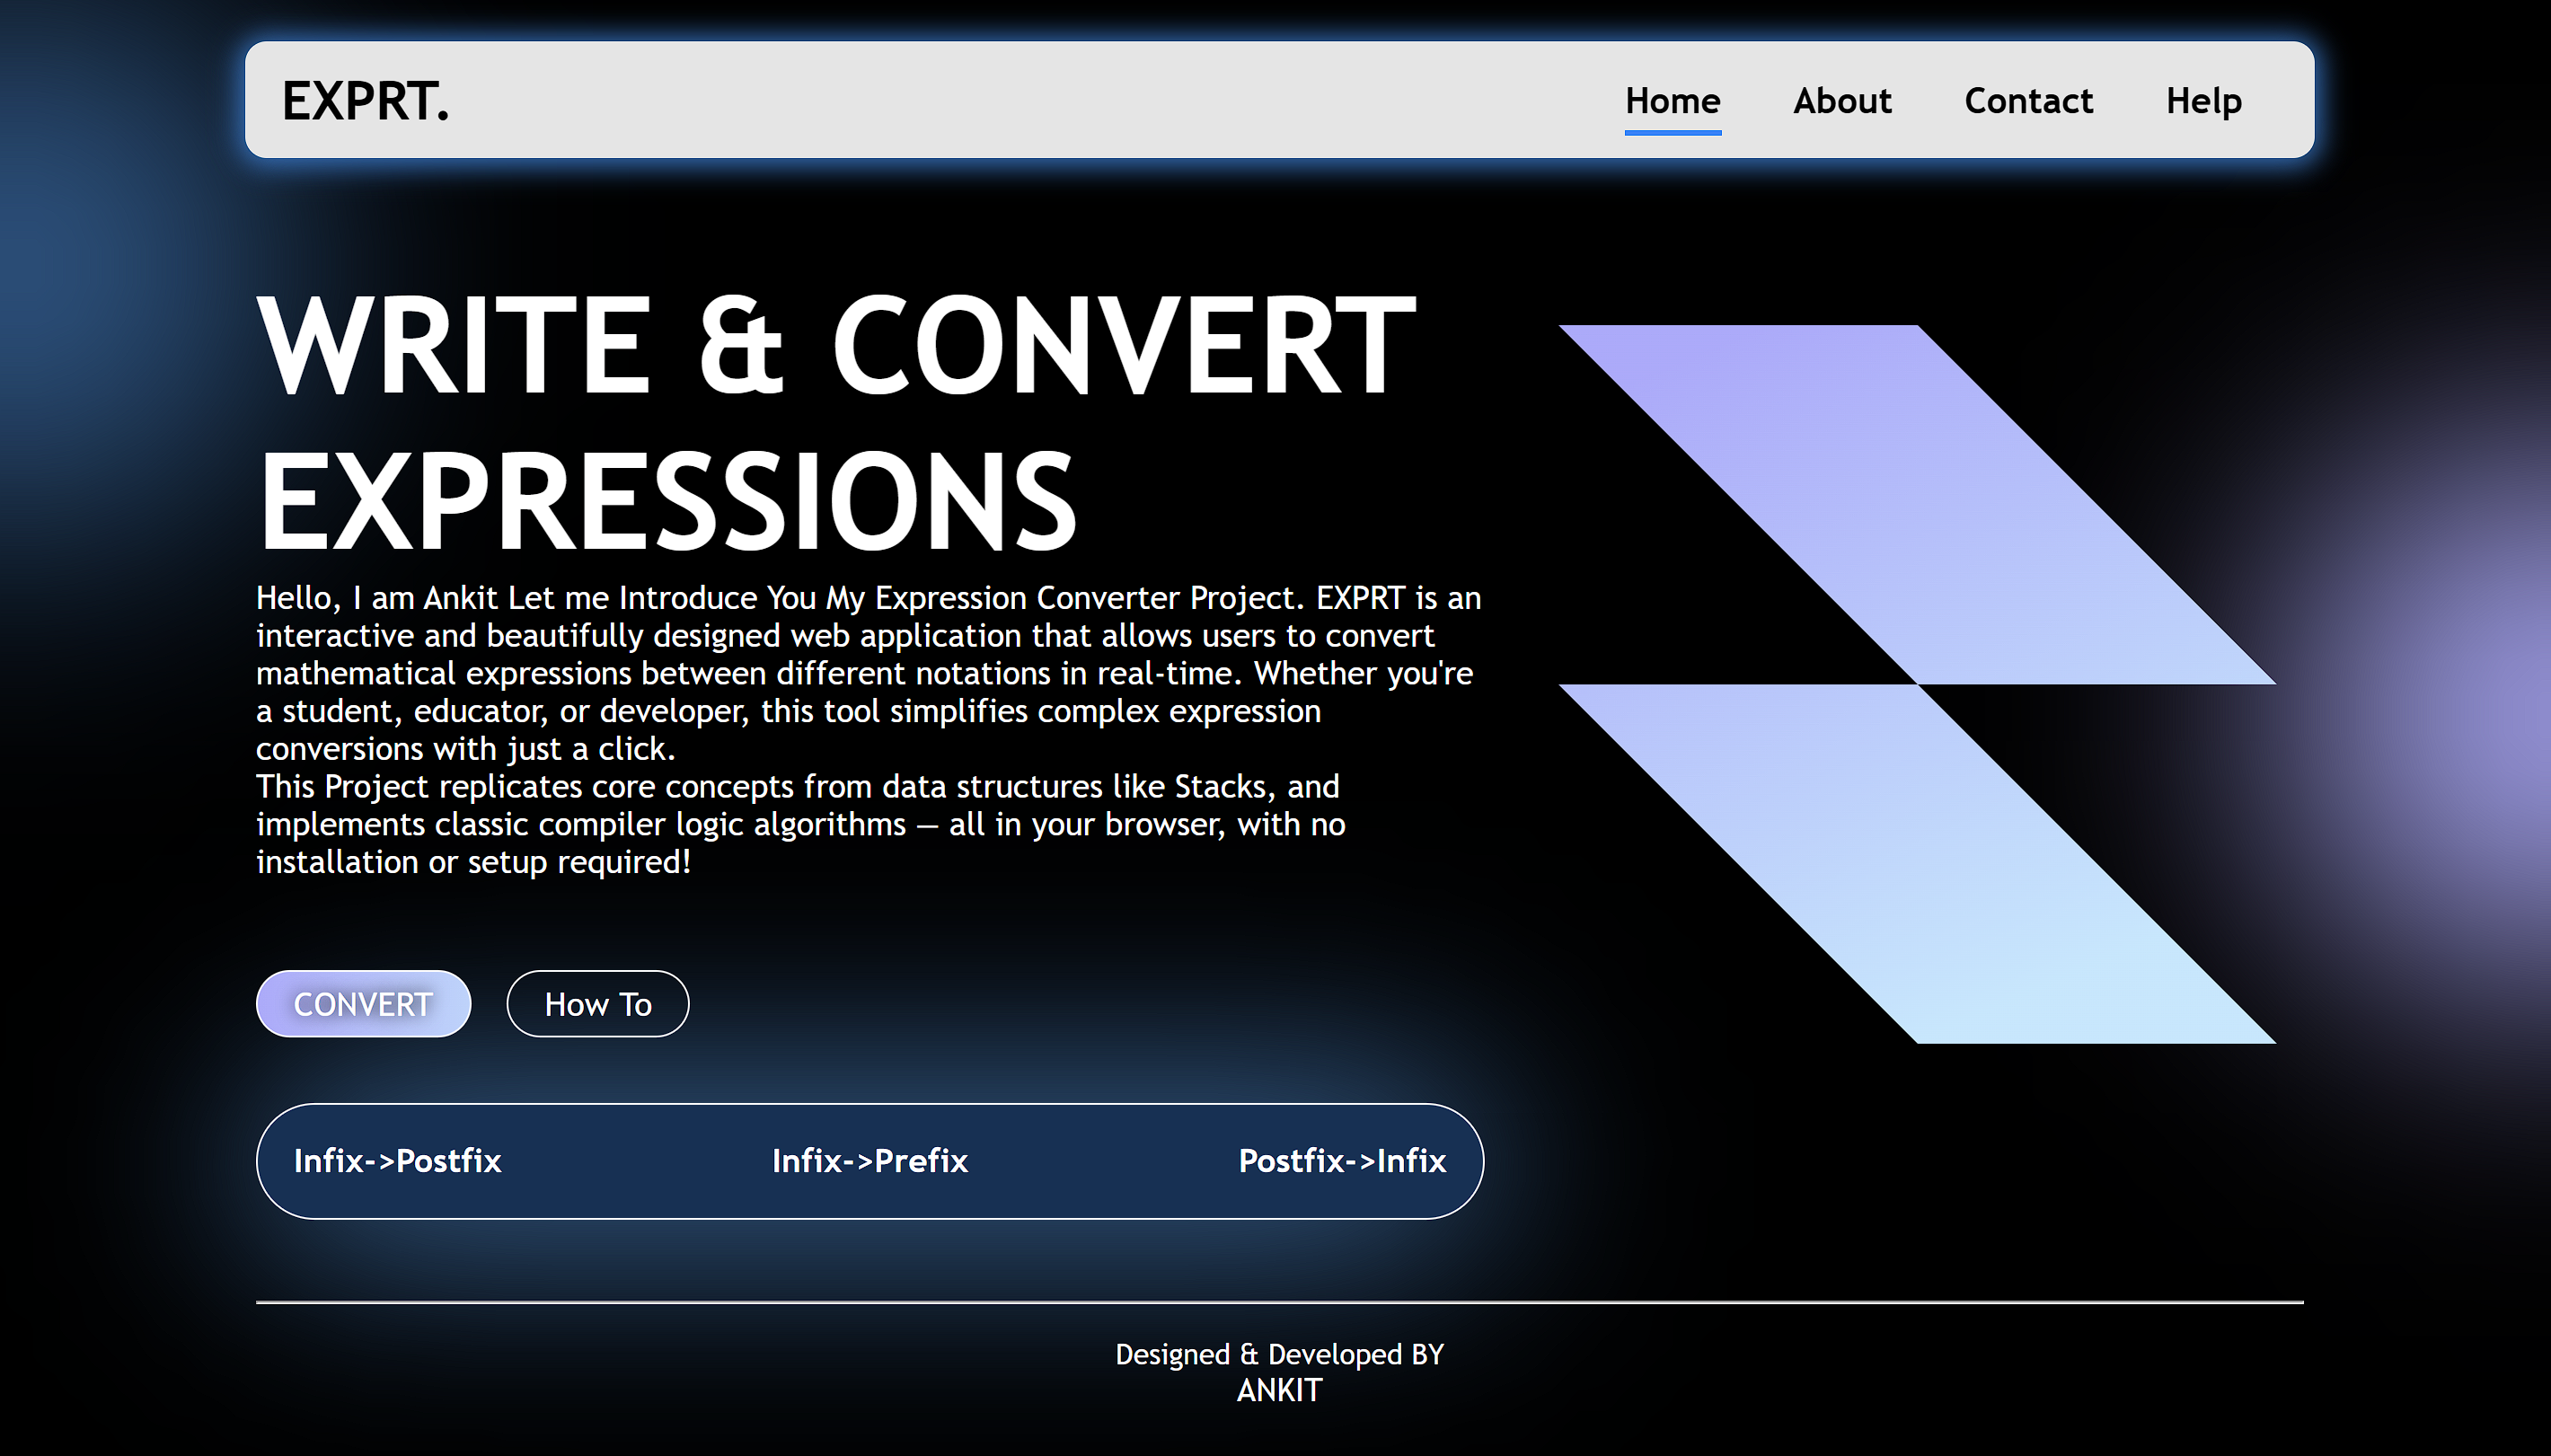 EXPRT.
Home
About
Contact
Help
WRITE & CONVERT
EXPRESSIONS
Hello, I am Ankit Let me Introduce You My Expression Converter Project. EXPRT is an
interactive and beautifully designed web application that allows users to convert
mathematical expressions between different notations in real-time. Whether you're
a student, educator, or developer, this tool simplifies complex expression
conversions with just a click.
This Project replicates core concepts from data structures like Stacks, and
implements classic compiler logic algorithms — all in your browser, with no
installation or setup required!
CONVERT
How To
Infix->Postfix
Infix->Prefix
Postfix->Infix
Designed & Developed BY
ANKIT